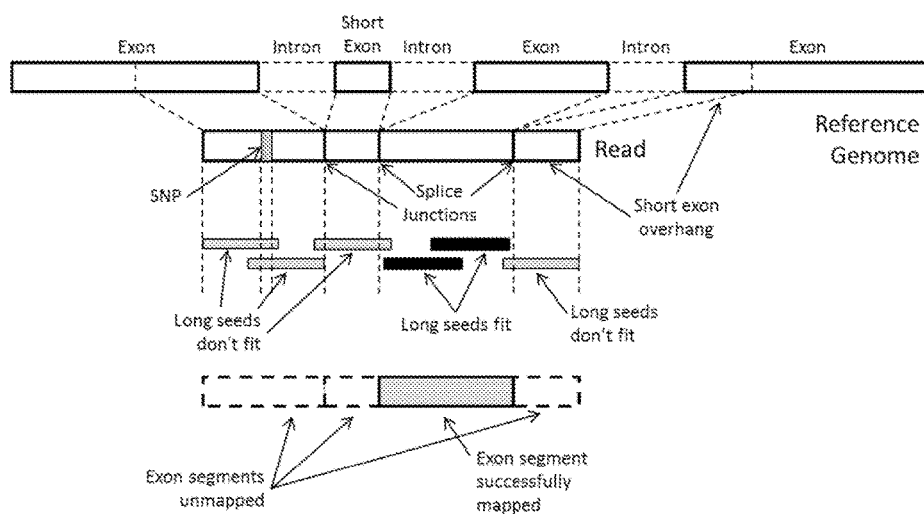 Short
Exon
Intron
Exon
Intron
Exon
Intron
Exon
Reference
Genome
Read
SNP
Splice
Junctions
Short exon
overhang
Long seeds
don't fit
Long seeds fit
Long seeds
don't fit
Exon segments
unmapped
Exon segment
successfully
mapped